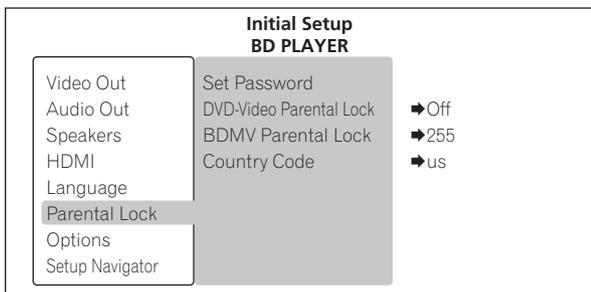 Initial Setup
BD PLAYER
Video Out
Audio Out
Speakers
HDMI
Language
Parental Lock
Options
Setup Navigator
Set Password
DVD-Video Parental Lock ➡Off
BDMV Parental Lock ➡255
Country Code ➡us